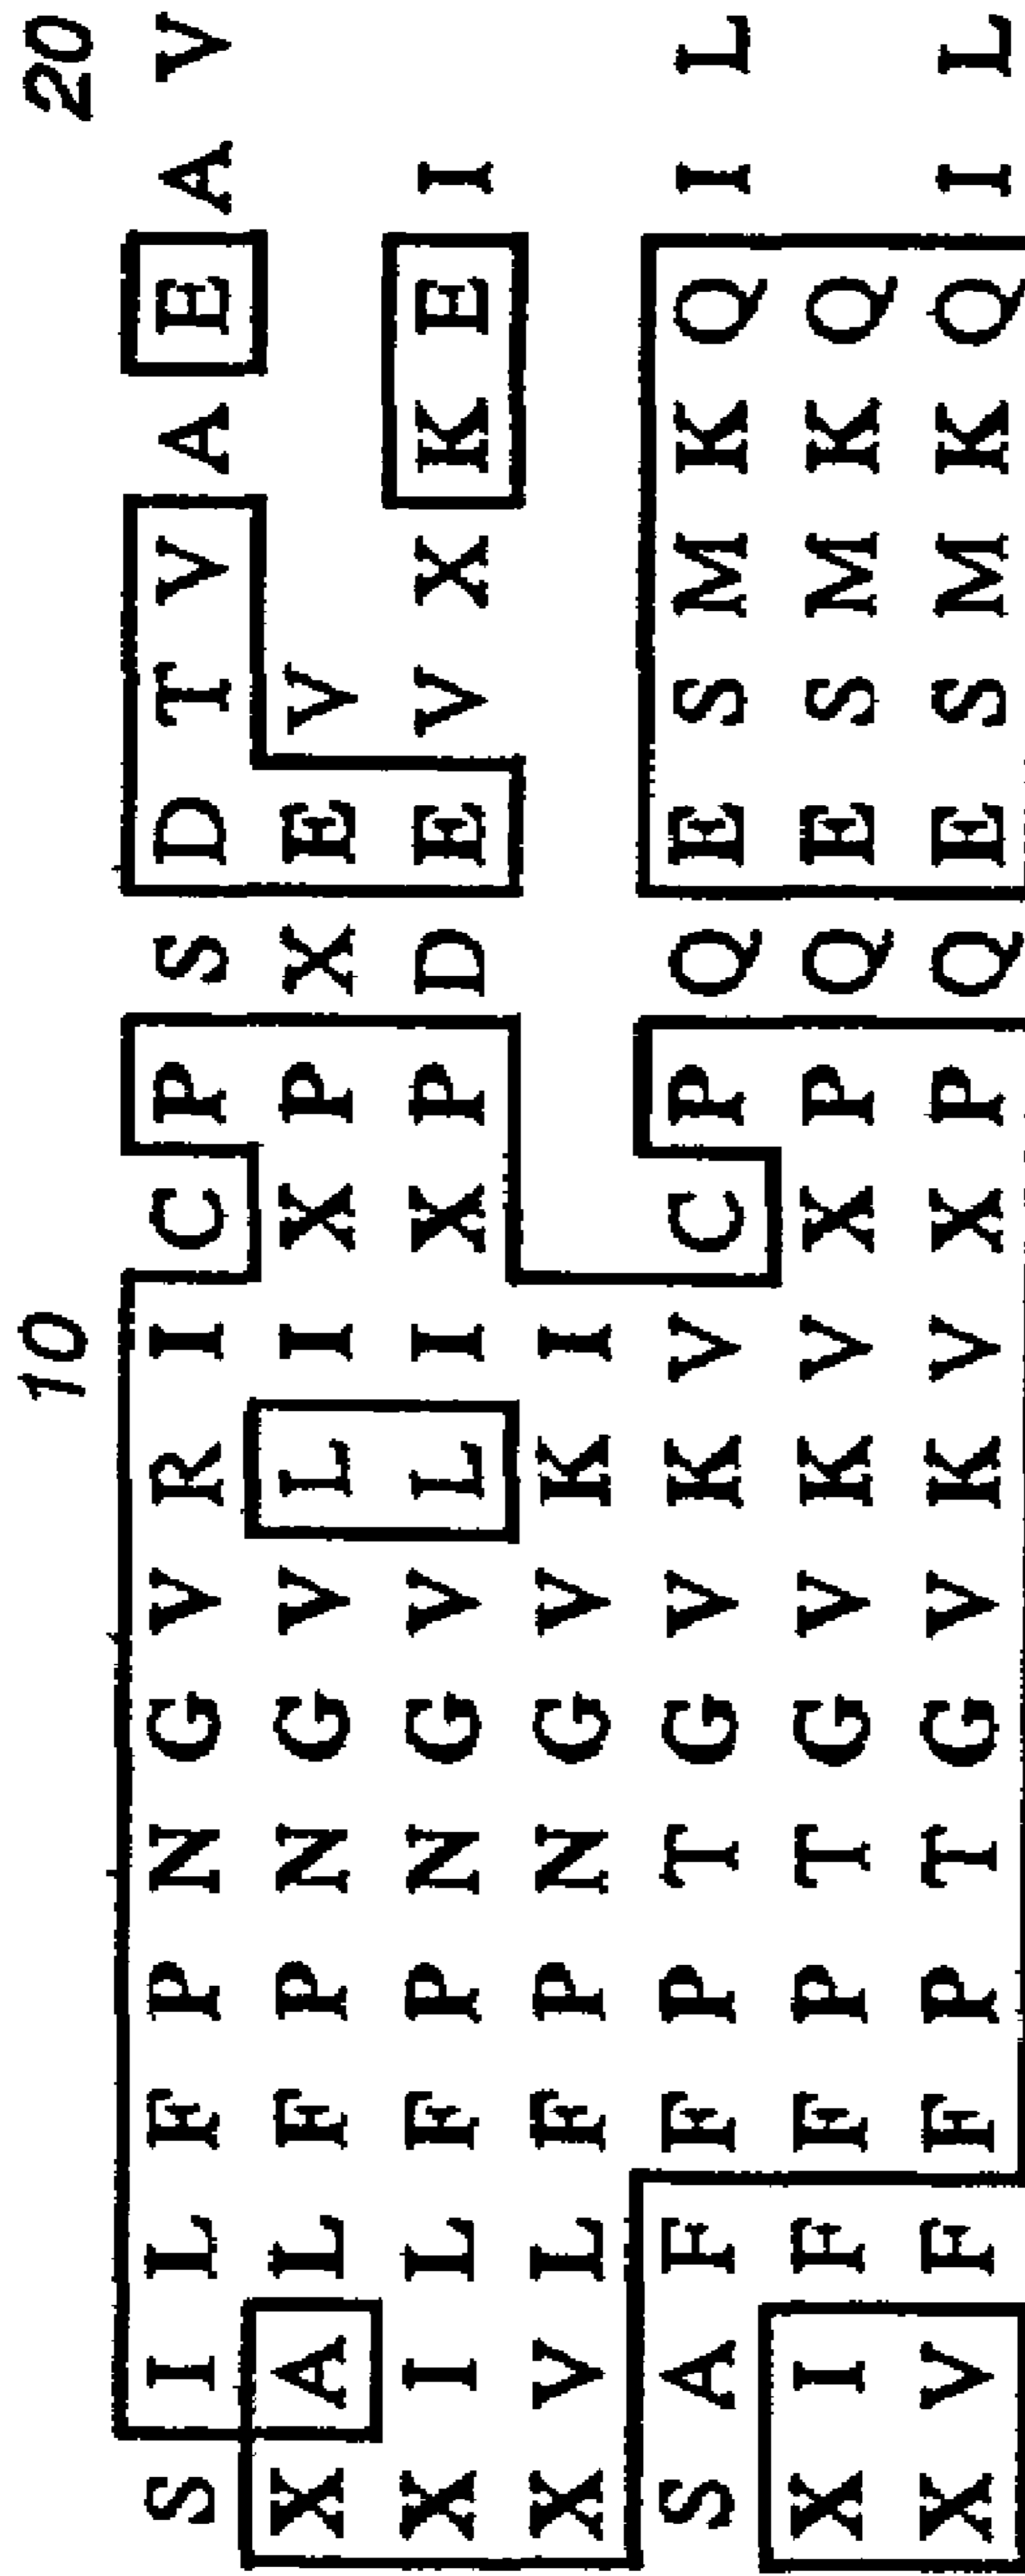 10 20
S I L F P N G V R I C P S D T V A E A V
X A L F P N G V L I X P X E V
X I L F P N G V L I X P D E V X K E I
X V L F P N G V K I
S A F F P T G V K V C P Q E S M K Q I L
X I F F P T G V K V X P Q E S M K Q
X V F F P T G V K V X P Q E S M K Q I L